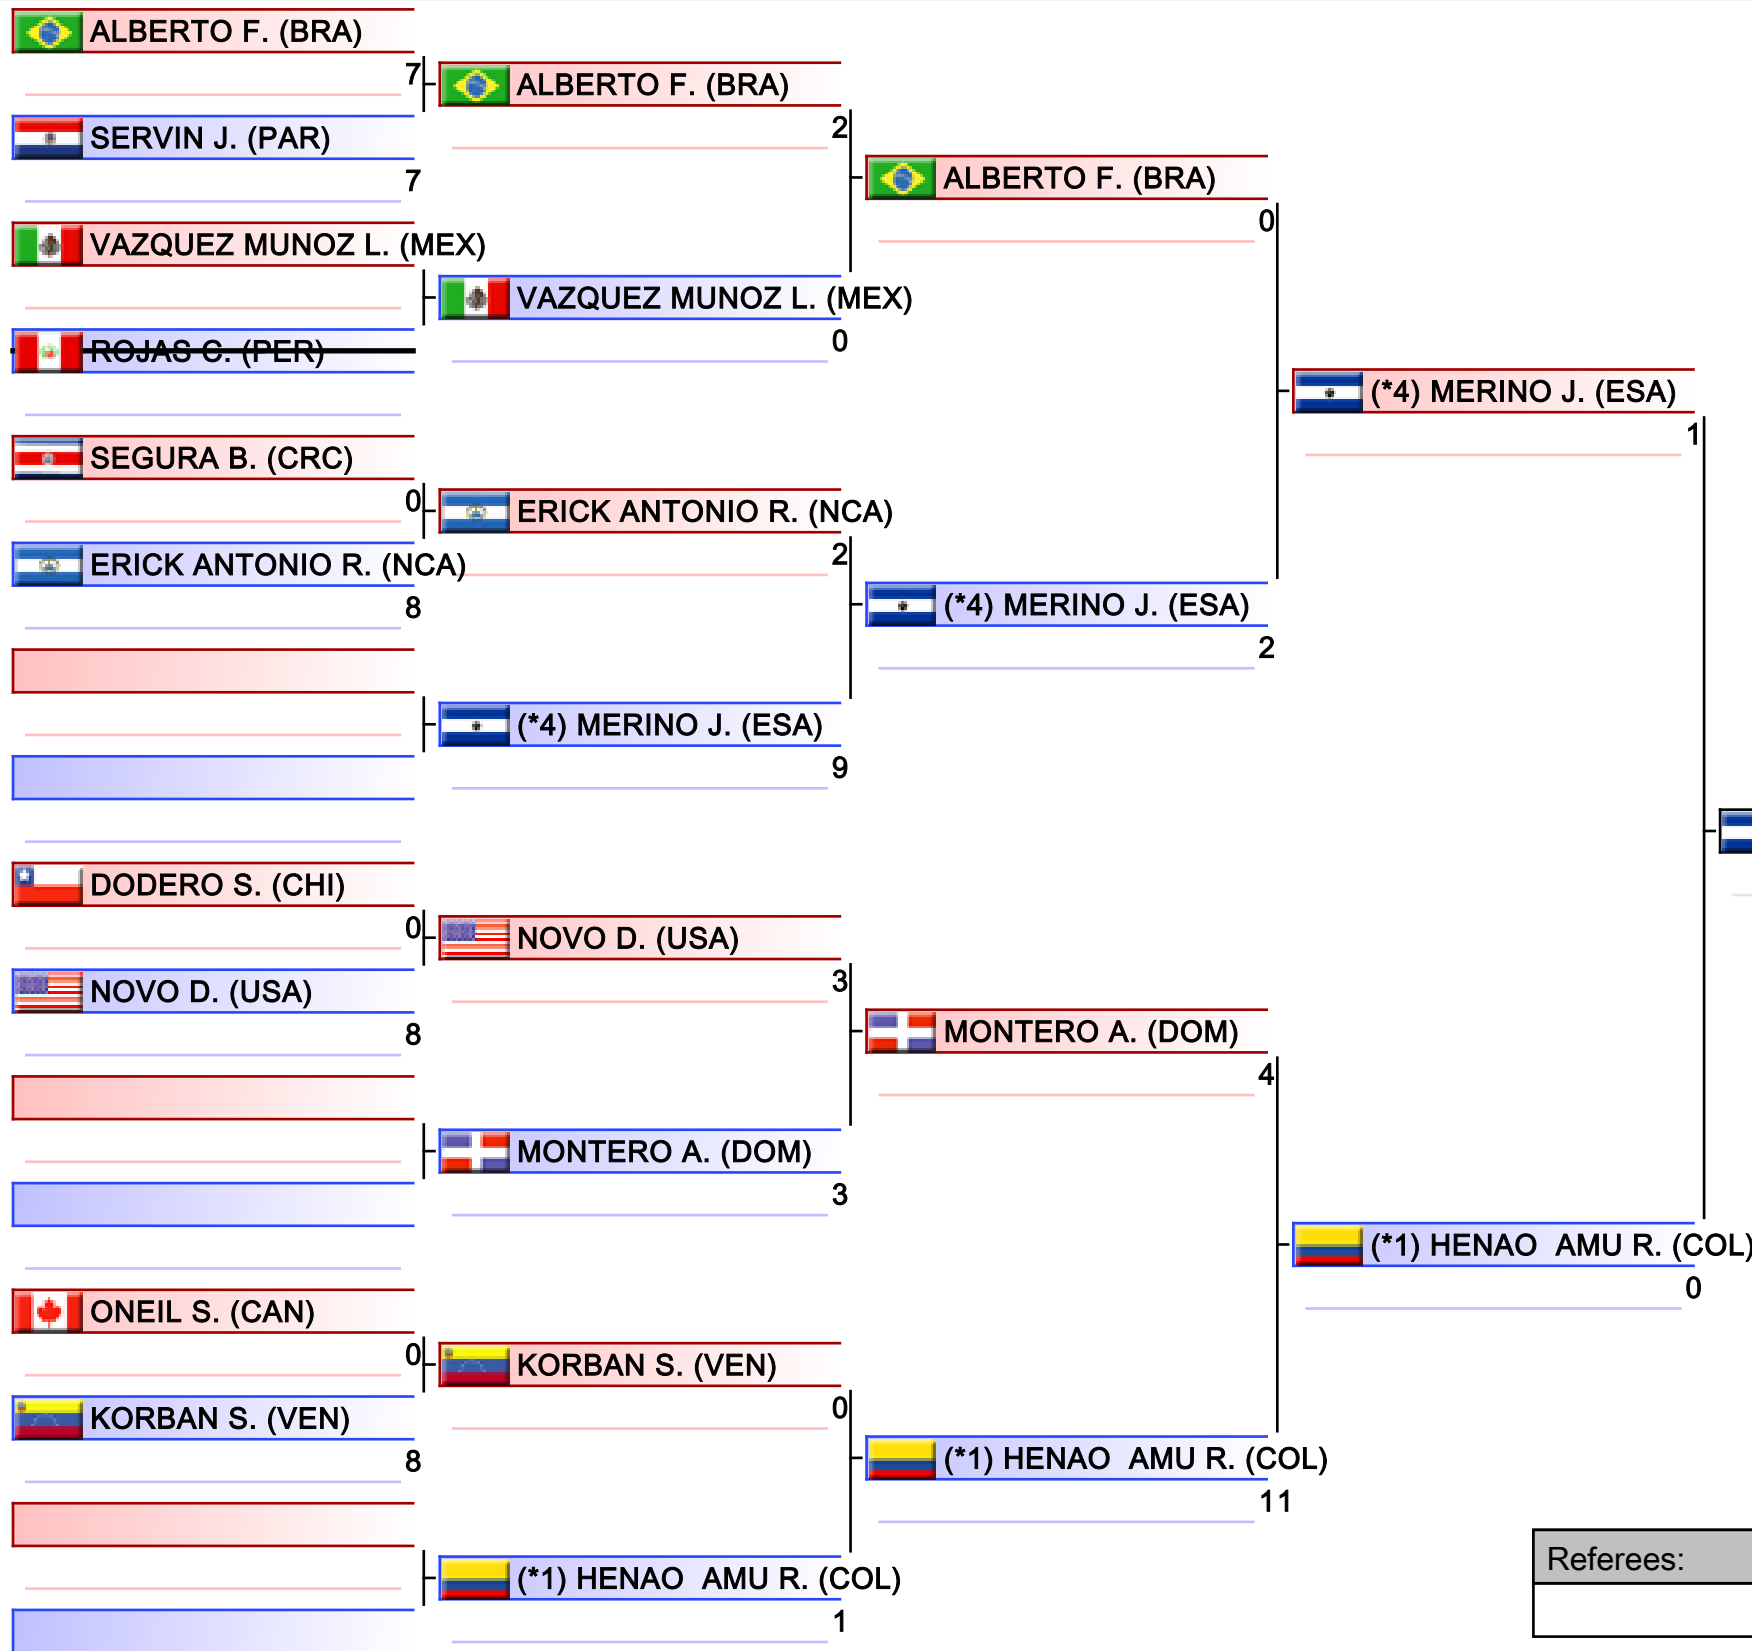 ALBERTO F. (BRA)
7
SERVIN J. (PAR)
7
VAZQUEZ MUNOZ L. (MEX)
ROJAS C. (PER)
SEGURA B. (CRC)
0
ERICK ANTONIO R. (NCA)
8
DODERO S. (CHI)
0
NOVO D. (USA)
8
ONEIL S. (CAN)
0
KORBAN S. (VEN)
8
ALBERTO F. (BRA)
2
VAZQUEZ MUNOZ L. (MEX)
0
ERICK ANTONIO R. (NCA)
2
(*4) MERINO J. (ESA)
9
NOVO D. (USA)
3
MONTERO A. (DOM)
3
KORBAN S. (VEN)
0
(*1) HENAO  AMU R. (COL)
1
ALBERTO F. (BRA)
0
(*4) MERINO J. (ESA)
2
MONTERO A. (DOM)
4
(*1) HENAO  AMU R. (COL)
11
(*4) MERINO J. (ESA)
1
(*1) HENAO  AMU R. (COL)
0
Referees: